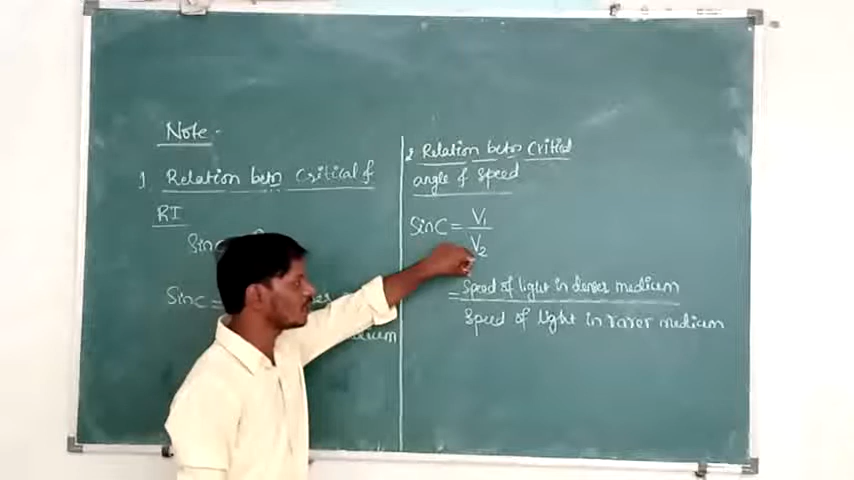 Note -
1 Relation betn Critical &
RI
Sinc
Sinc =
medium
2 Relation betn Critical
angle & Speed
SinC = V1
V2
= Speed of light in denser medium
Speed of light in rarer medium